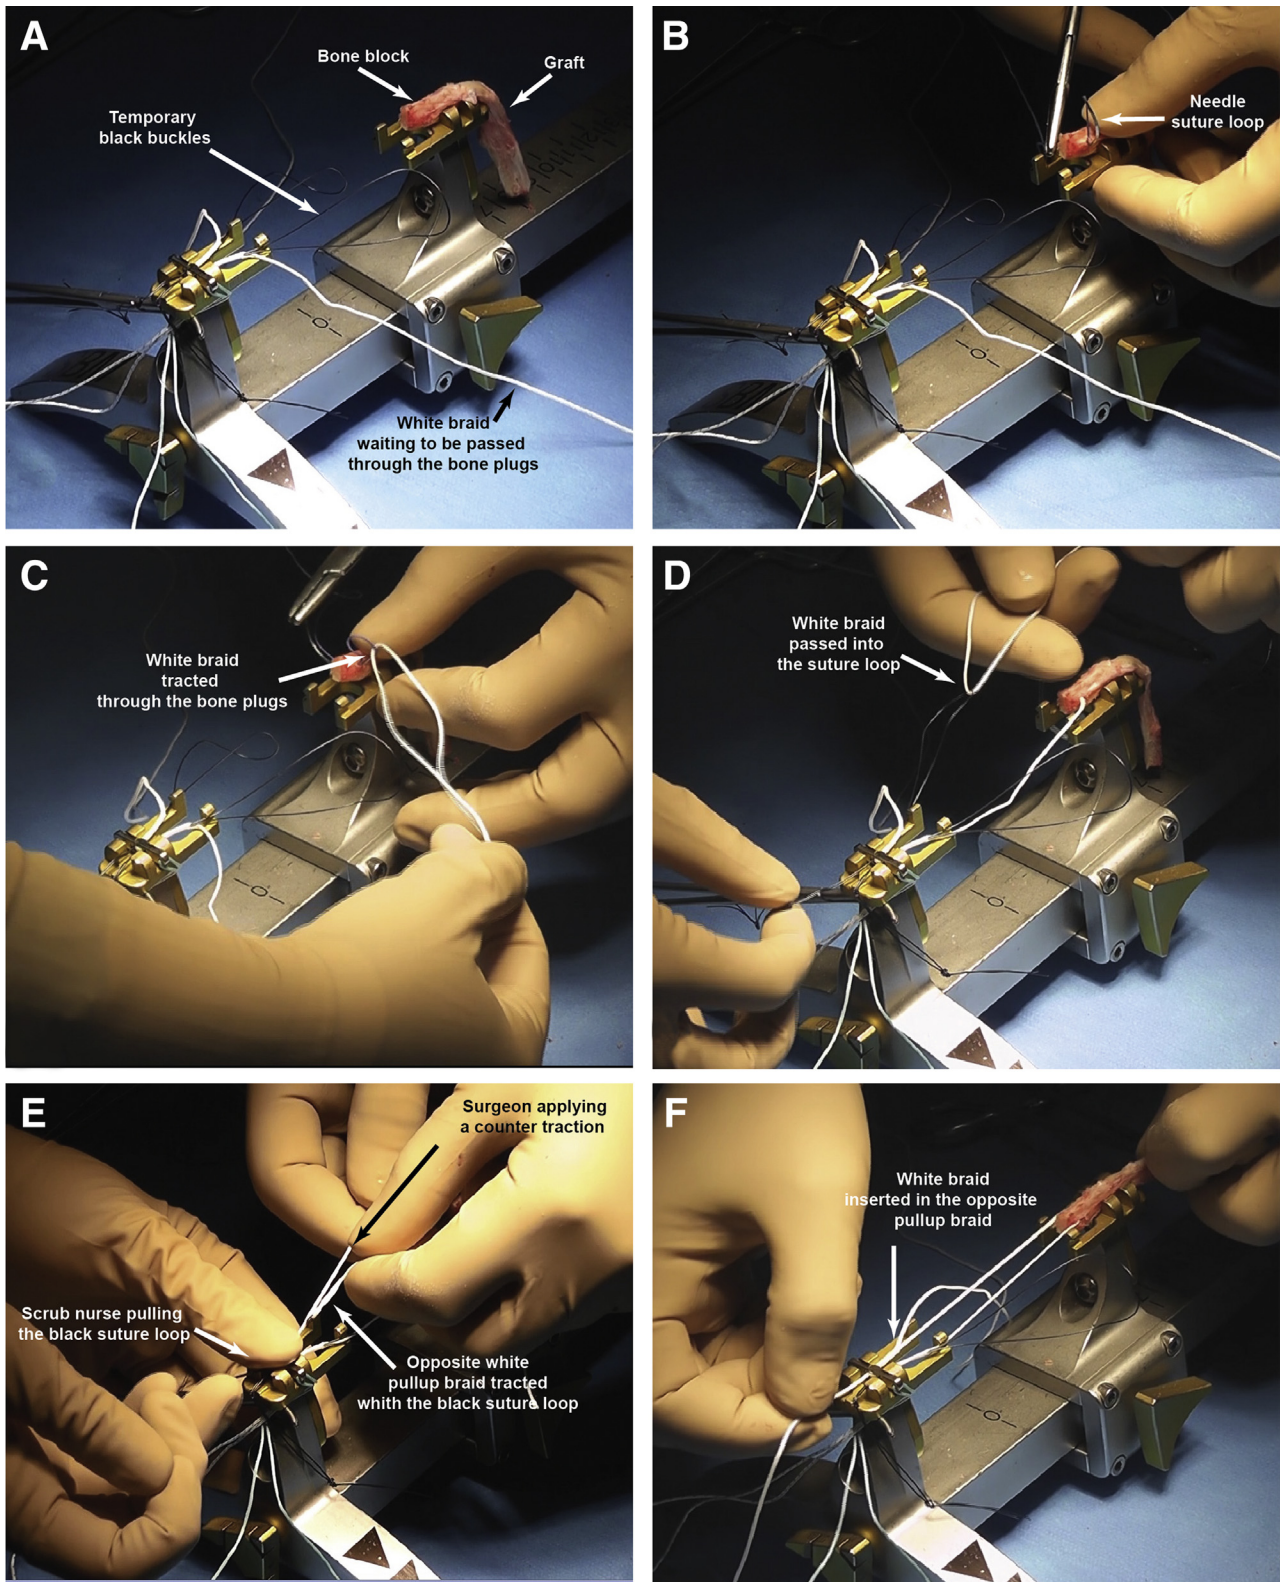 A
Bone block
Graft
Temporary
black buckles
White braid
waiting to be passed
through the bone plugs
B
Needle
suture loop
C
White braid
tracted
through the bone plugs
D
White braid
passed into
the suture loop
E
Surgeon applying
a counter traction
Scrub nurse pulling
the black suture loop
Opposite white
pullup braid tracted
whith the black suture loop
F
White braid
inserted in the opposite
pullup braid